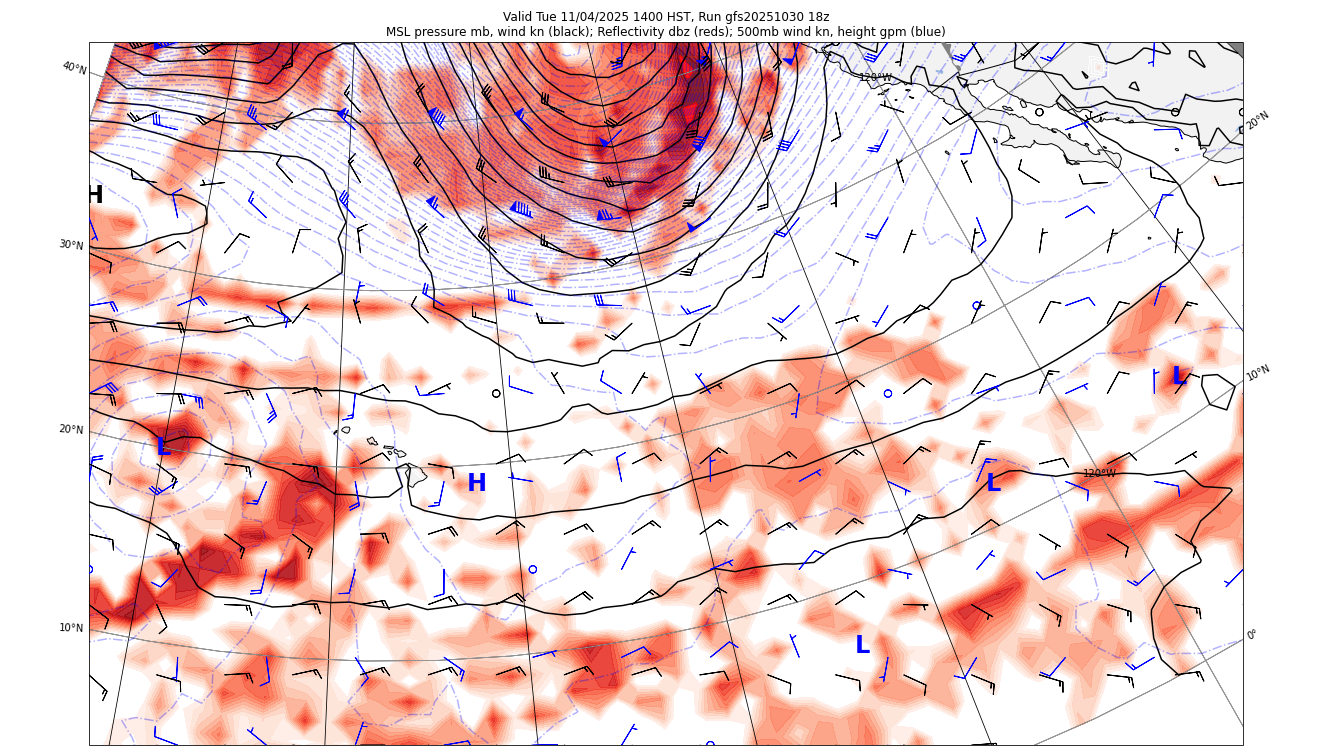 Valid Tue 11/04/2025 1400 HST, Run gfs20251030 18z
MSL pressure mb, wind kn (black); Reflectivity dbz (reds); 500mb wind kn, height gpm (blue)
40°N
120°W
20°N
H
30°N
10°N
L
20°N
L
H
120°W
L
10°N
0°
L